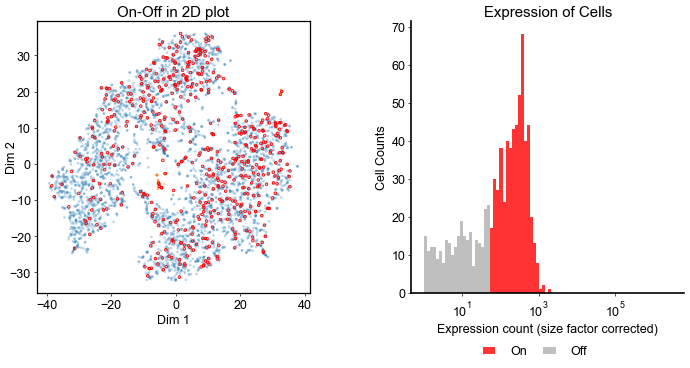 On-Off in 2D plot
Dim 2
30
20
10
0
−10
−20
−30
−40 −20 0 20 40
Dim 1
Expression of Cells
Cell Counts
70
60
50
40
30
20
10
0
10^1 10^3 10^5
Expression count (size factor corrected)
On Off